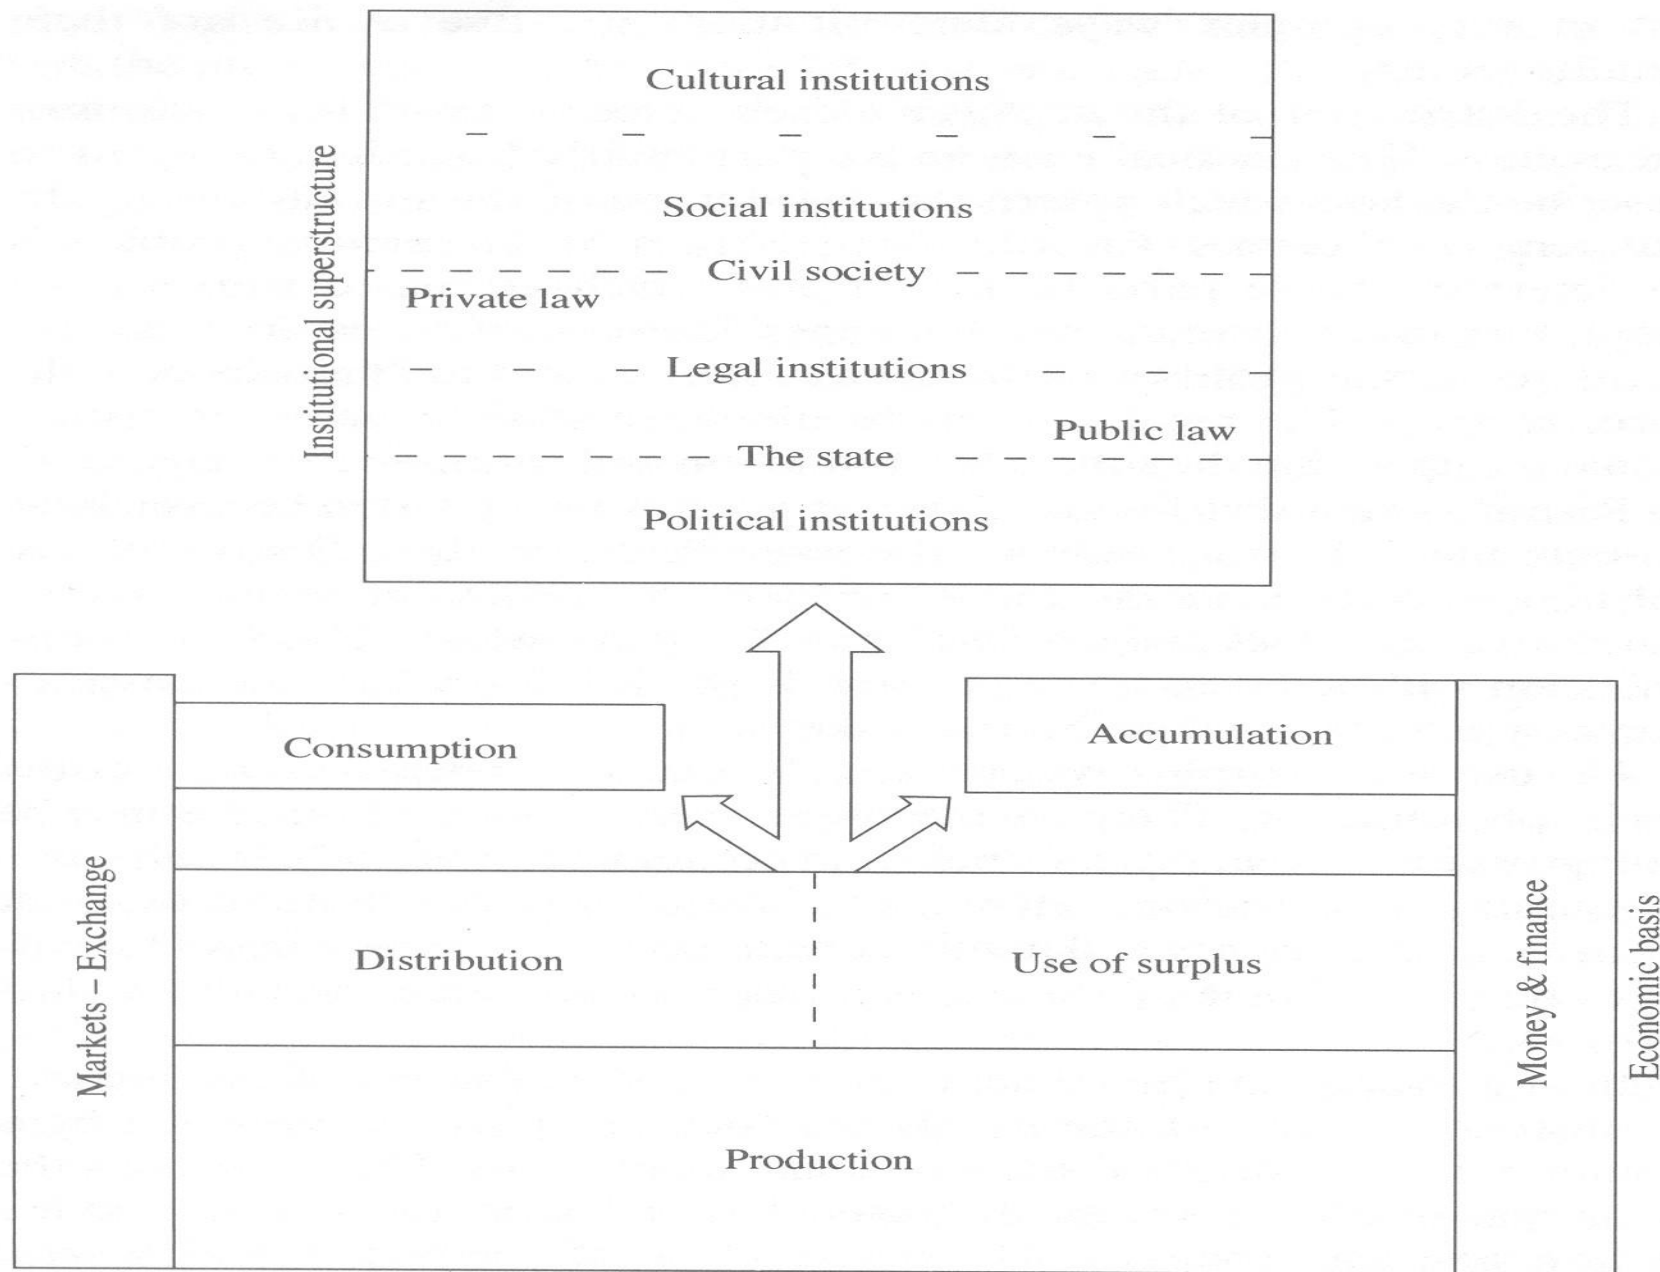 Cultural institutions
Social institutions
Civil society
Private law
Legal institutions
Public law
The state
Political institutions
Institutional superstructure
Consumption
Accumulation
Distribution
Use of surplus
Production
Markets – Exchange
Money & finance
Economic basis